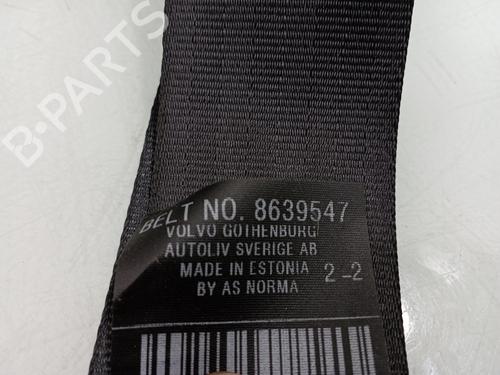 B-PARTS
BELT NO. 8639547
VOLVO GOTHENBURG
AUTOLIV SVERIGE AB
MADE IN ESTONIA 2-2
BY AS NORMA